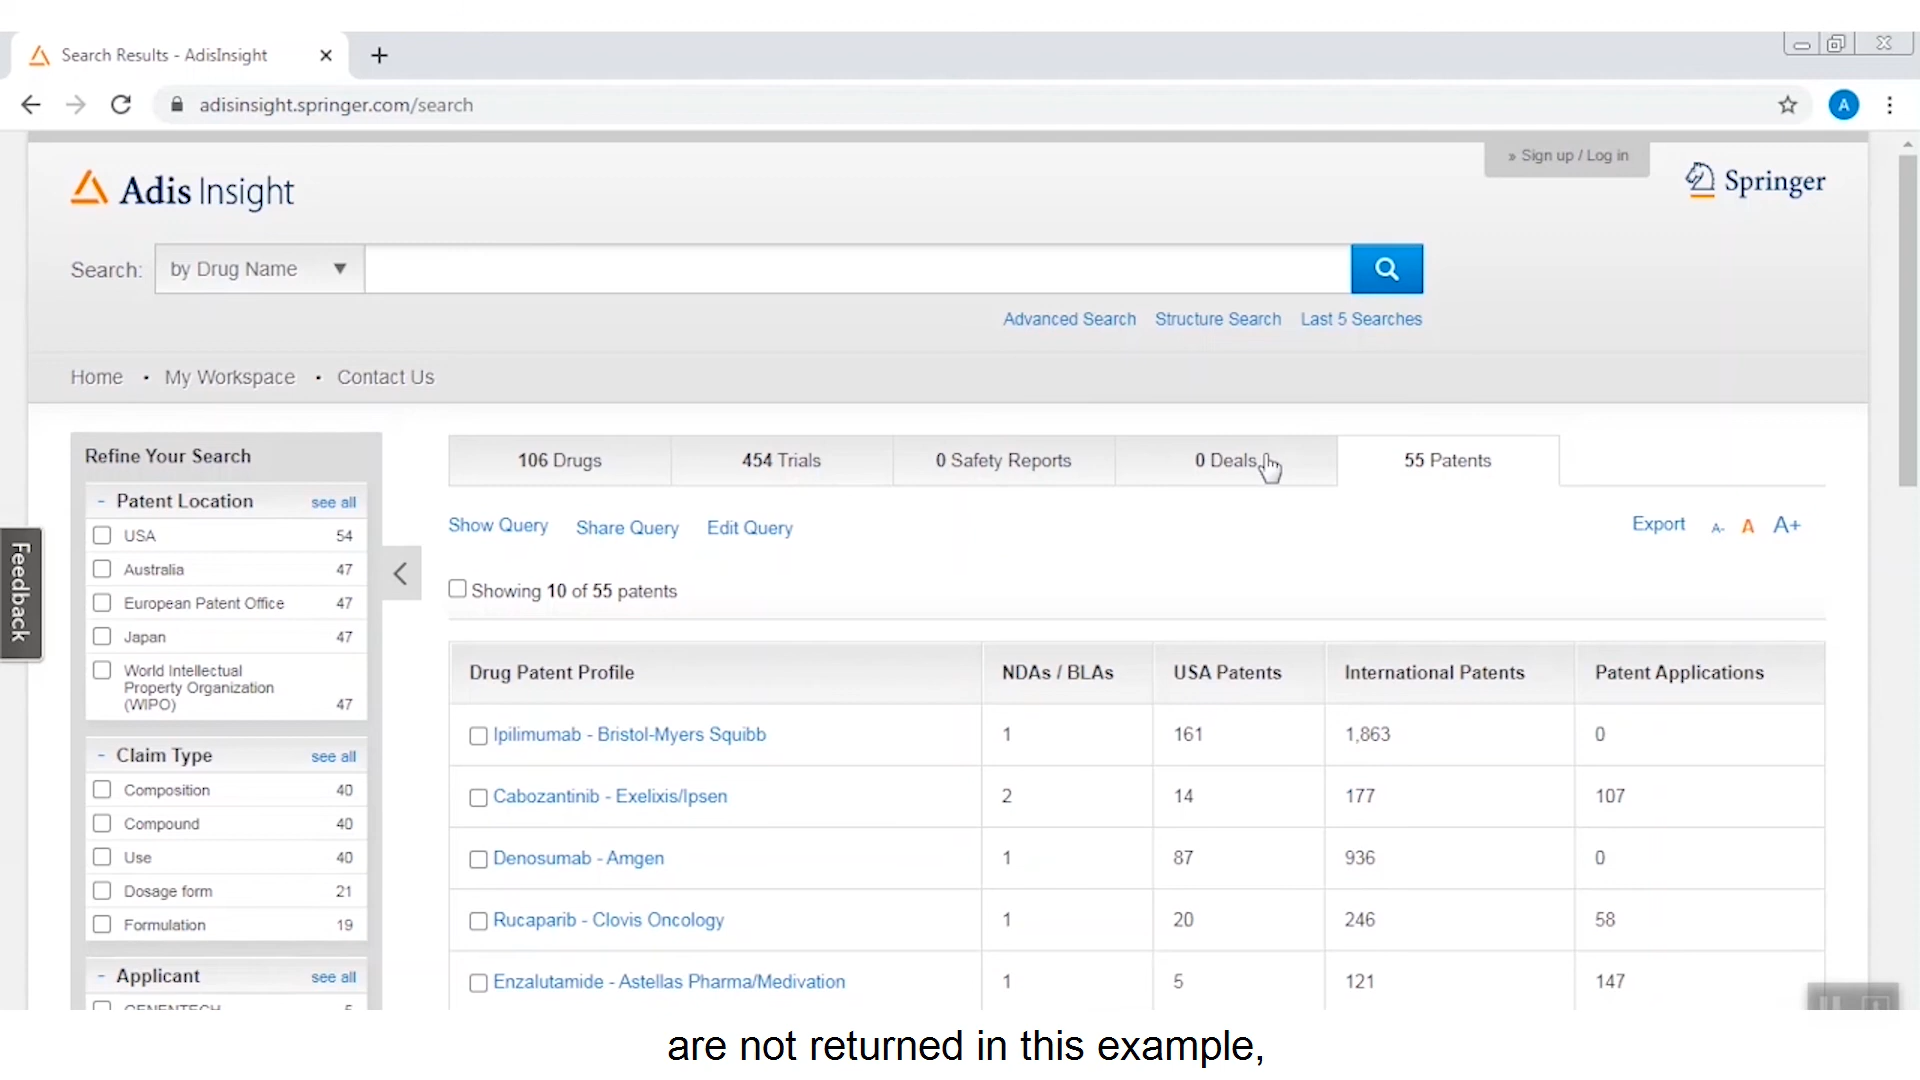 Search Results - AdisInsight
adisinsight.springer.com/search
A
» Sign up / Log in
Adis Insight
Springer
Search: by Drug Name
Advanced Search Structure Search Last 5 Searches
Home · My Workspace · Contact Us
Refine Your Search
- Patent Location see all
USA 54
Australia 47
European Patent Office 47
Japan 47
World Intellectual
Property Organization
(WIPO) 47
- Claim Type see all
Composition 40
Compound 40
Use 40
Dosage form 21
Formulation 19
- Applicant see all
GENENTECH 5
Feedback
106 Drugs 454 Trials 0 Safety Reports 0 Deals 55 Patents
Show Query Share Query Edit Query Export A- A A+
Showing 10 of 55 patents
Drug Patent Profile NDAs / BLAs USA Patents International Patents Patent Applications
Ipilimumab - Bristol-Myers Squibb 1 161 1,863 0
Cabozantinib - Exelixis/Ipsen 2 14 177 107
Denosumab - Amgen 1 87 936 0
Rucaparib - Clovis Oncology 1 20 246 58
Enzalutamide - Astellas Pharma/Medivation 1 5 121 147
are not returned in this example,